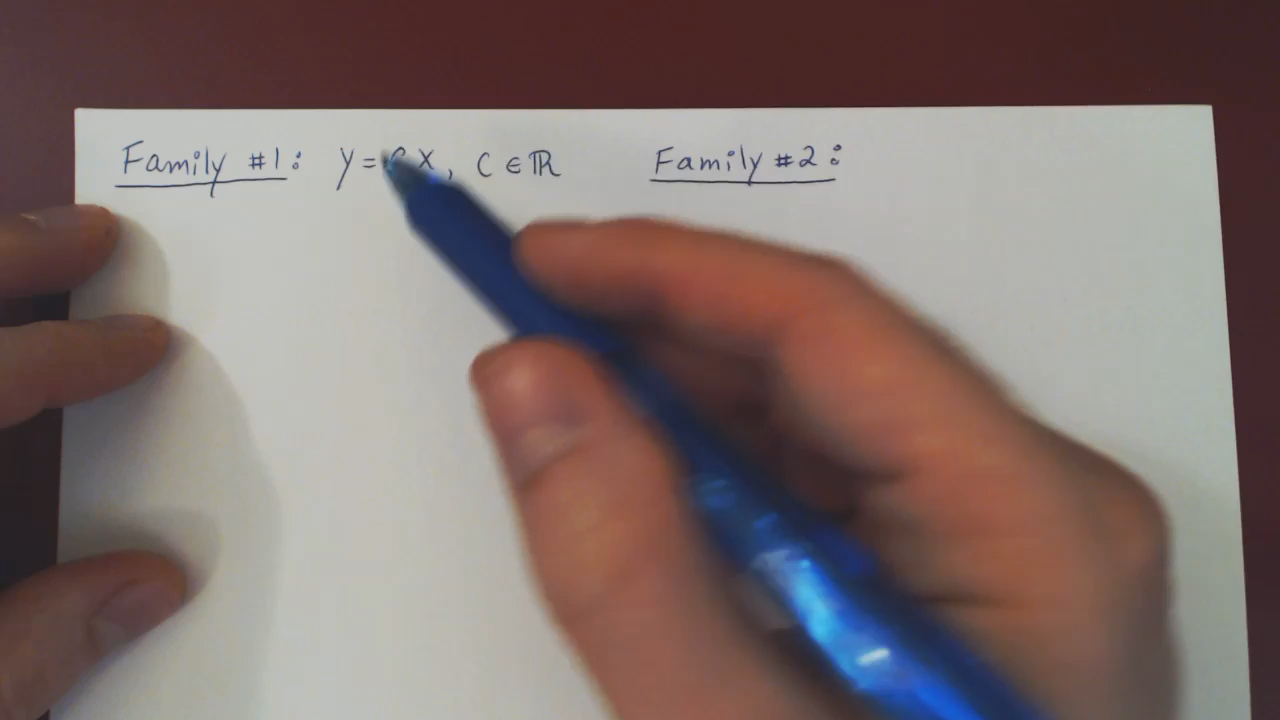 Family #1: y = Cx, C ∈ ℝ Family #2: